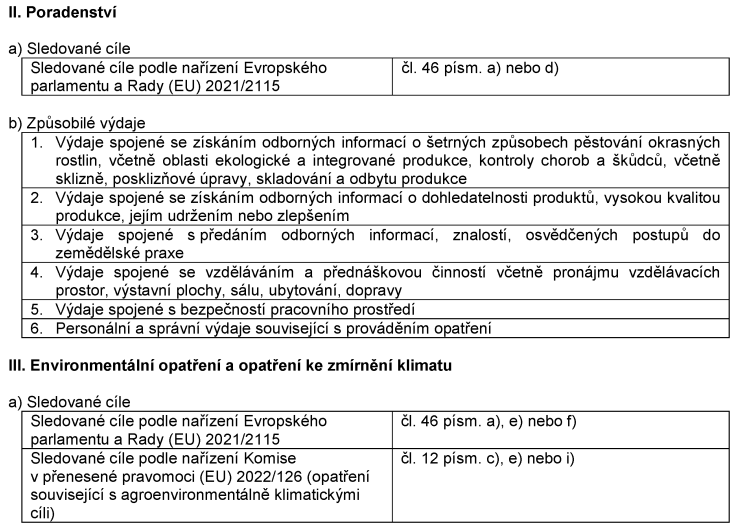 II. Poradenství
a) Sledované cíle
Sledované cíle podle nařízení Evropského
parlamentu a Rady (EU) 2021/2115
čl. 46 písm. a) nebo d)
b) Způsobilé výdaje
1. Výdaje spojené se získáním odborných informací o šetrných způsobech pěstování okrasných
rostlin, včetně oblasti ekologické a integrované produkce, kontroly chorob a škůdců, včetně
sklizně, posklizňové úpravy, skladování a odbytu produkce
2. Výdaje spojené se získáním odborných informací o dohledatelnosti produktů, vysokou kvalitou
produkce, jejím udržením nebo zlepšením
3. Výdaje spojené s předáním odborných informací, znalostí, osvědčených postupů do
zemědělské praxe
4. Výdaje spojené se vzděláváním a přednáškovou činností včetně pronájmu vzdělávacích
prostor, výstavní plochy, sálu, ubytování, dopravy
5. Výdaje spojené s bezpečností pracovního prostředí
6. Personální a správní výdaje související s prováděním opatření
III. Environmentální opatření a opatření ke zmírnění klimatu
a) Sledované cíle
Sledované cíle podle nařízení Evropského
parlamentu a Rady (EU) 2021/2115
čl. 46 písm. a), e) nebo f)
Sledované cíle podle nařízení Komise
v přenesené pravomoci (EU) 2022/126 (opatření
související s agroenvironmentálně klimatickými
cíli)
čl. 12 písm. c), e) nebo i)